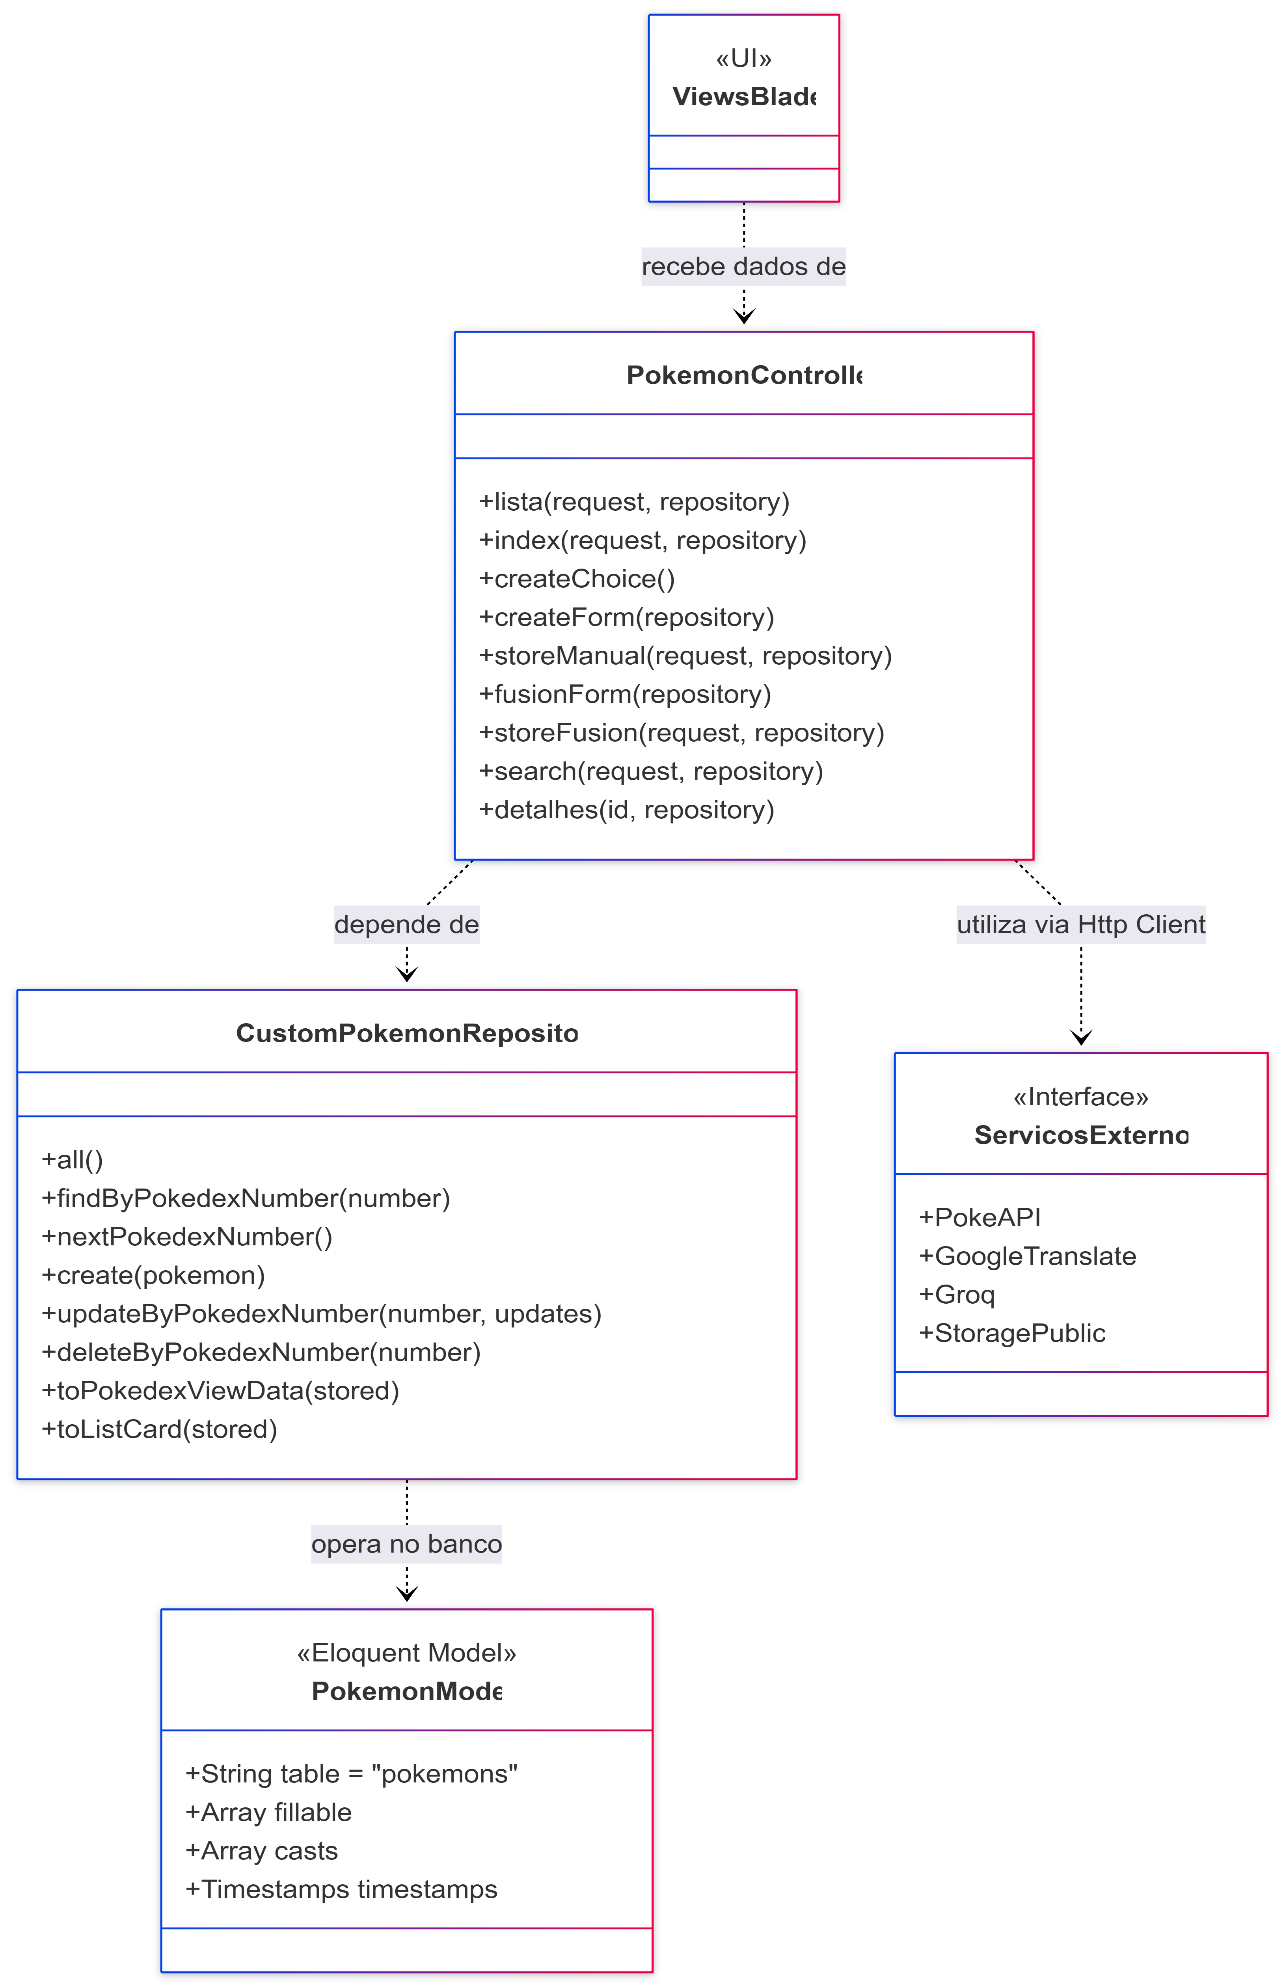 «UI»
ViewsBlade
recebe dados de
PokemonControlle
+lista(request, repository)
+index(request, repository)
+createChoice()
+createForm(repository)
+storeManual(request, repository)
+fusionForm(repository)
+storeFusion(request, repository)
+search(request, repository)
+detalhes(id, repository)
depende de
utiliza via Http Client
CustomPokemonReposito
+all()
+findByPokedexNumber(number)
+nextPokedexNumber()
+create(pokemon)
+updateByPokedexNumber(number, updates)
+deleteByPokedexNumber(number)
+toPokedexViewData(stored)
+toListCard(stored)
«Interface»
ServicosExterno
+PokeAPI
+GoogleTranslate
+Groq
+StoragePublic
opera no banco
«Eloquent Model»
PokemonMode
+String table = "pokemons"
+Array fillable
+Array casts
+Timestamps timestamps